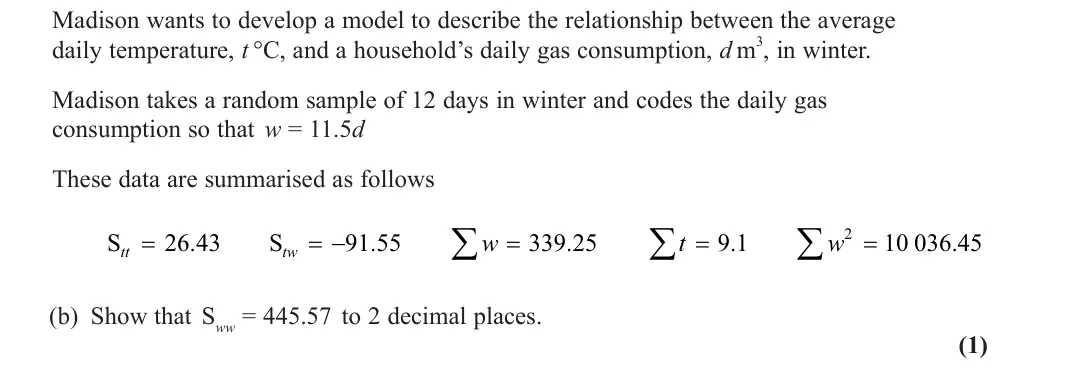 Madison wants to develop a model to describe the relationship between the average
daily temperature, t °C, and a household’s daily gas consumption, d m³, in winter.
Madison takes a random sample of 12 days in winter and codes the daily gas
consumption so that w = 11.5d
These data are summarised as follows
Sₜₜ = 26.43 S_tw = −91.55 ∑w = 339.25 ∑t = 9.1 ∑w² = 10 036.45
(b) Show that S_ww = 445.57 to 2 decimal places.
(1)